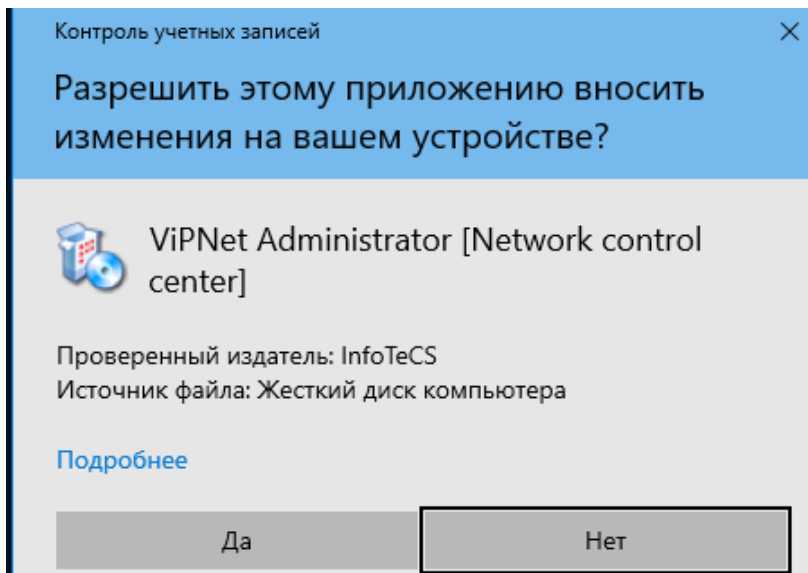 Контроль учетных записей
Разрешить этому приложению вносить
изменения на вашем устройстве?
ViPNet Administrator [Network control
center]
Проверенный издатель: InfoTeCS
Источник файла: Жесткий диск компьютера
Подробнее
Да
Нет